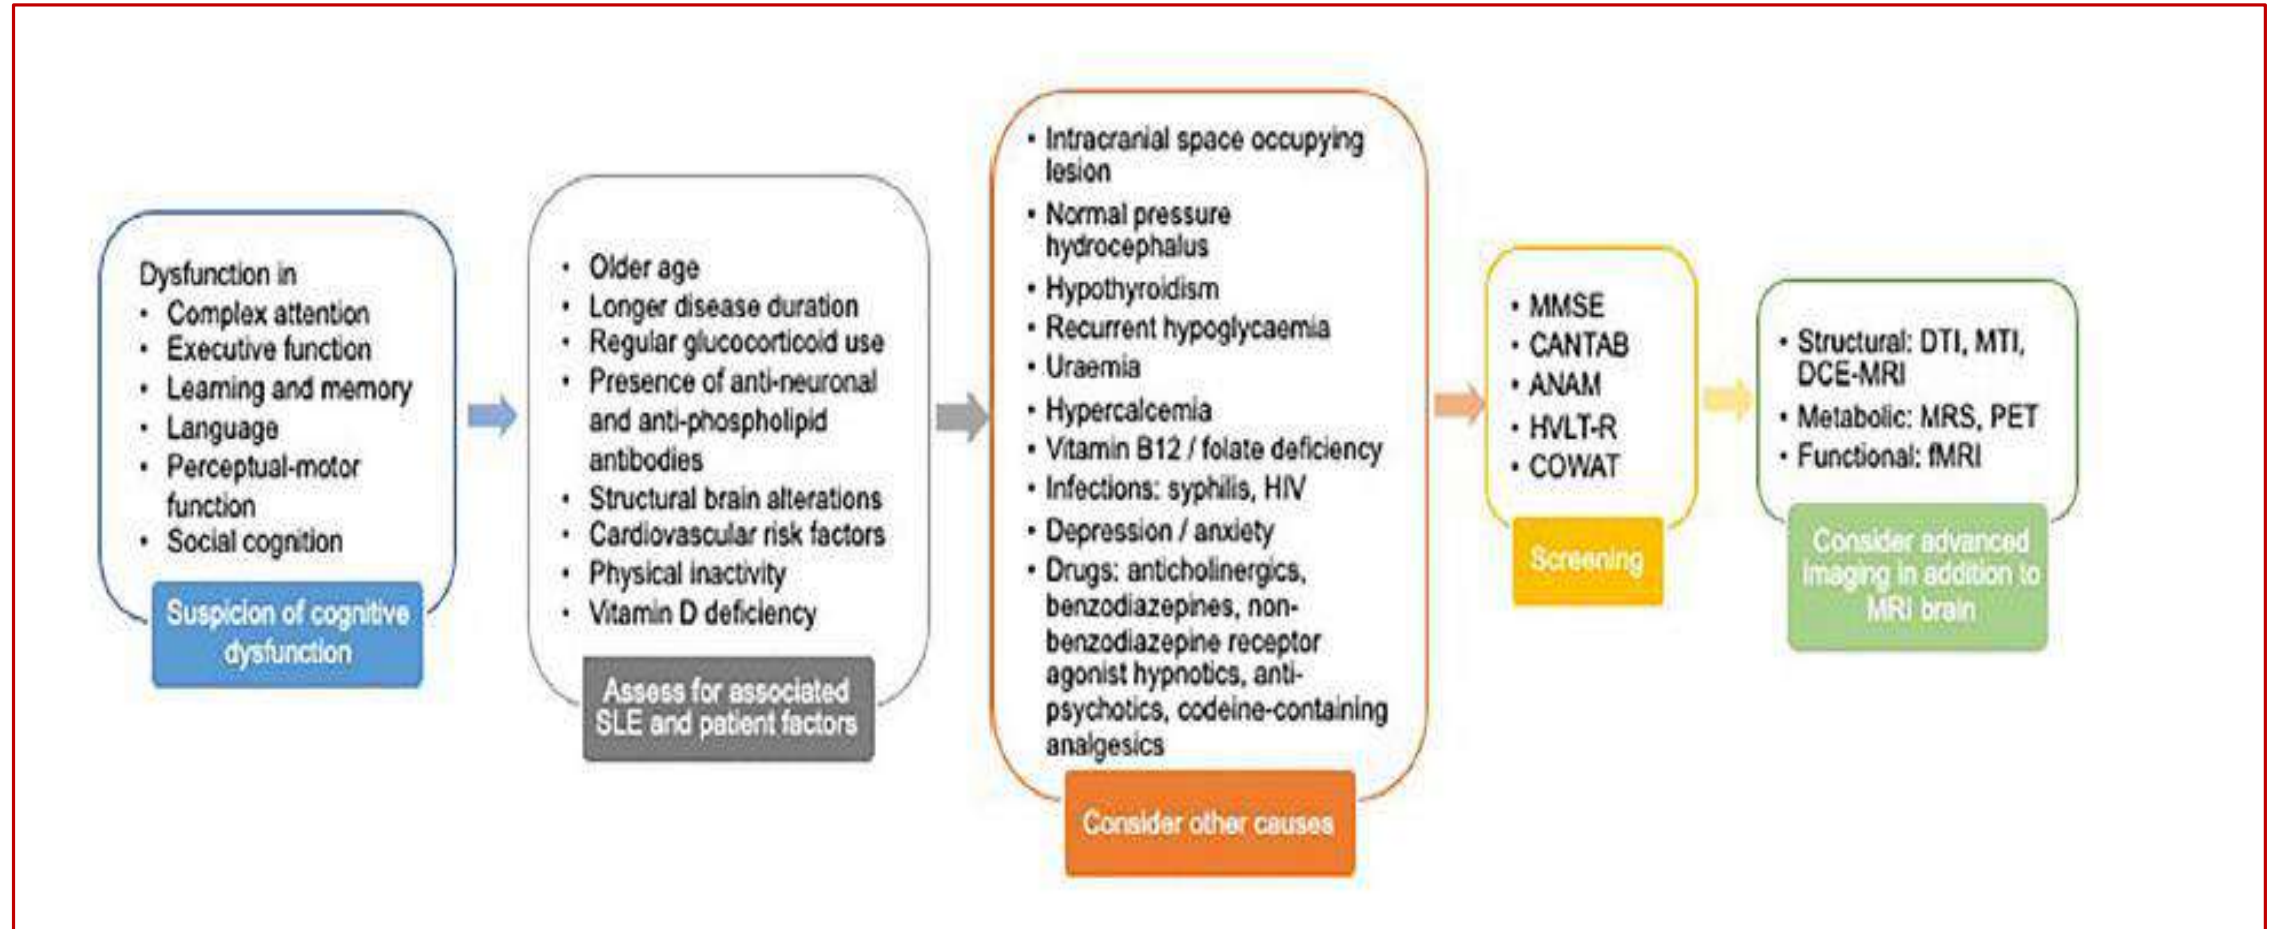 Dysfunction in
• Complex attention
• Executive function
• Learning and memory
• Language
• Perceptual-motor
function
• Social cognition
Suspicion of cognitive
dysfunction
• Older age
• Longer disease duration
• Regular glucocorticoid use
• Presence of anti-neuronal
and anti-phospholipid
antibodies
• Structural brain alterations
• Cardiovascular risk factors
• Physical inactivity
• Vitamin D deficiency
Assess for associated
SLE and patient factors
• Intracranial space occupying
lesion
• Normal pressure
hydrocephalus
• Hypothyroidism
• Recurrent hypoglycaemia
• Uraemia
• Hypercalcemia
• Vitamin B12 / folate deficiency
• Infections: syphilis, HIV
• Depression / anxiety
• Drugs: anticholinergics,
benzodiazepines, non-
benzodiazepine receptor
agonist hypnotics, anti-
psychotics, codeine-containing
analgesics
Consider other causes
• MMSE
• CANTAB
• ANAM
• HVLT-R
• COWAT
Screening
• Structural: DTI, MTI,
DCE-MRI
• Metabolic: MRS, PET
• Functional: fMRI
Consider advanced
imaging in addition to
MRI brain